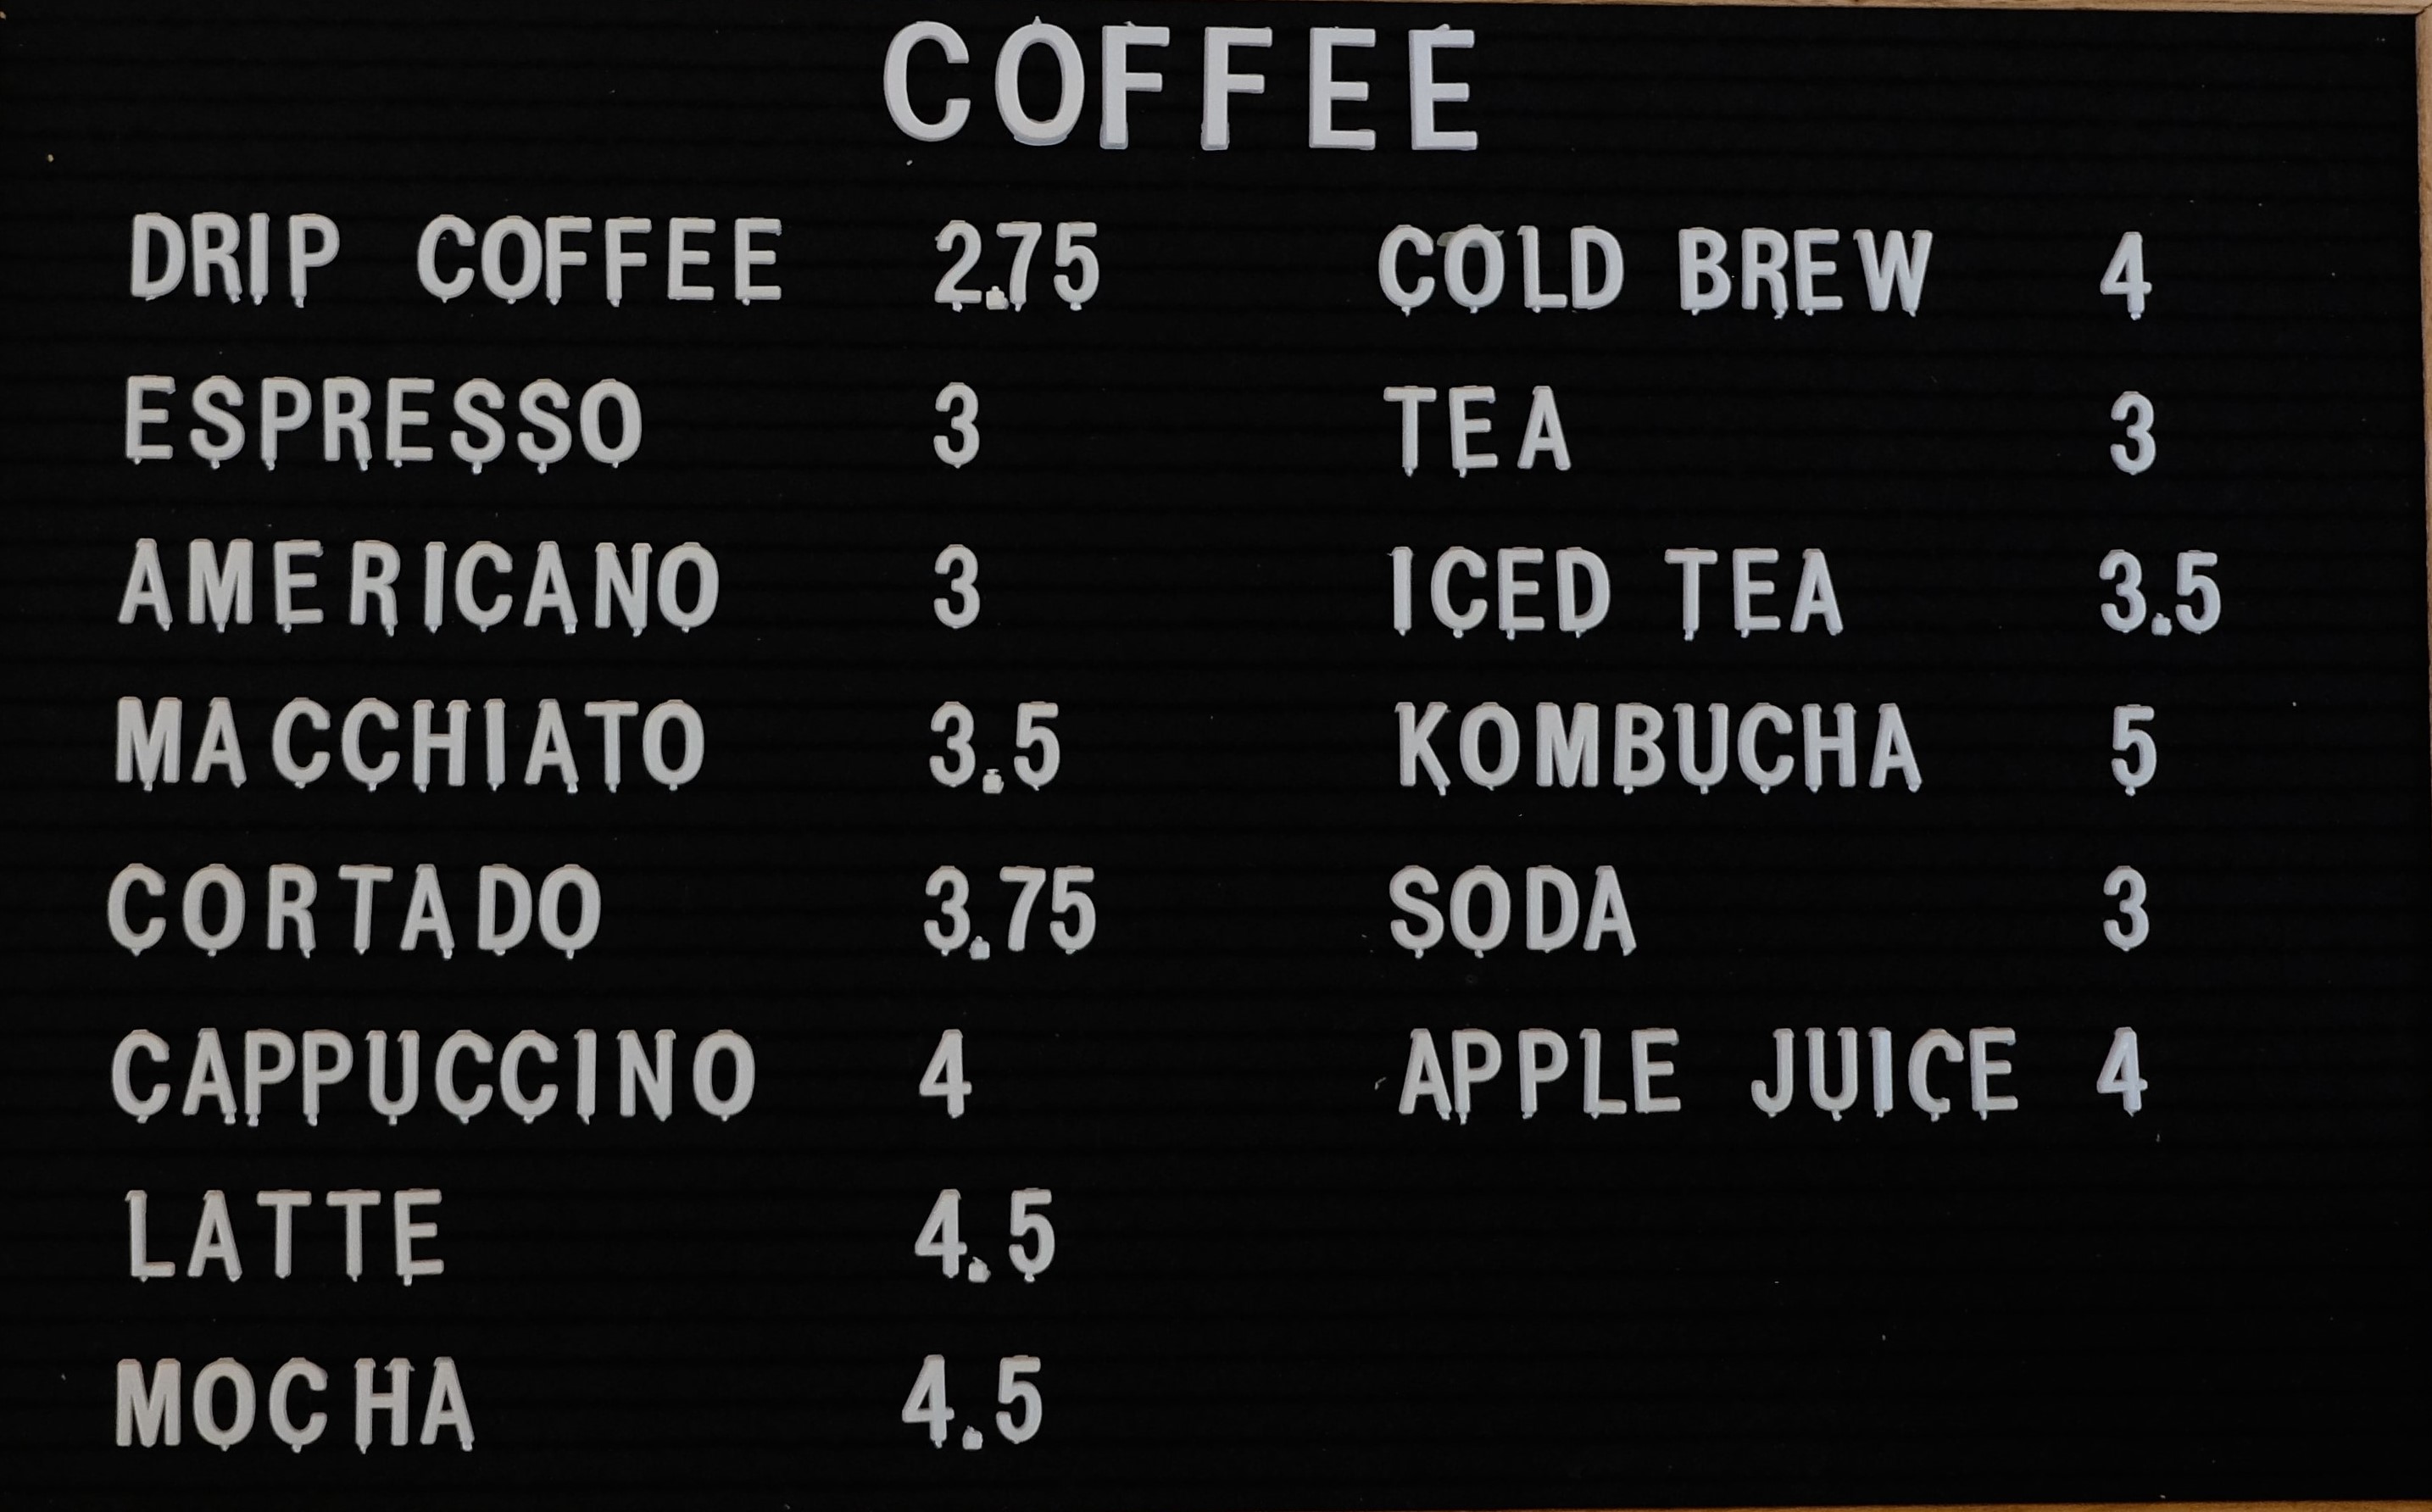 COFFEE
DRIP COFFEE 2.75
ESPRESSO 3
AMERICANO 3
MACCHIATO 3.5
CORTADO 3.75
CAPPUCCINO 4
LATTE 4.5
MOCHA 4.5
COLD BREW 4
TEA 3
ICED TEA 3.5
KOMBUCHA 5
SODA 3
APPLE JUICE 4